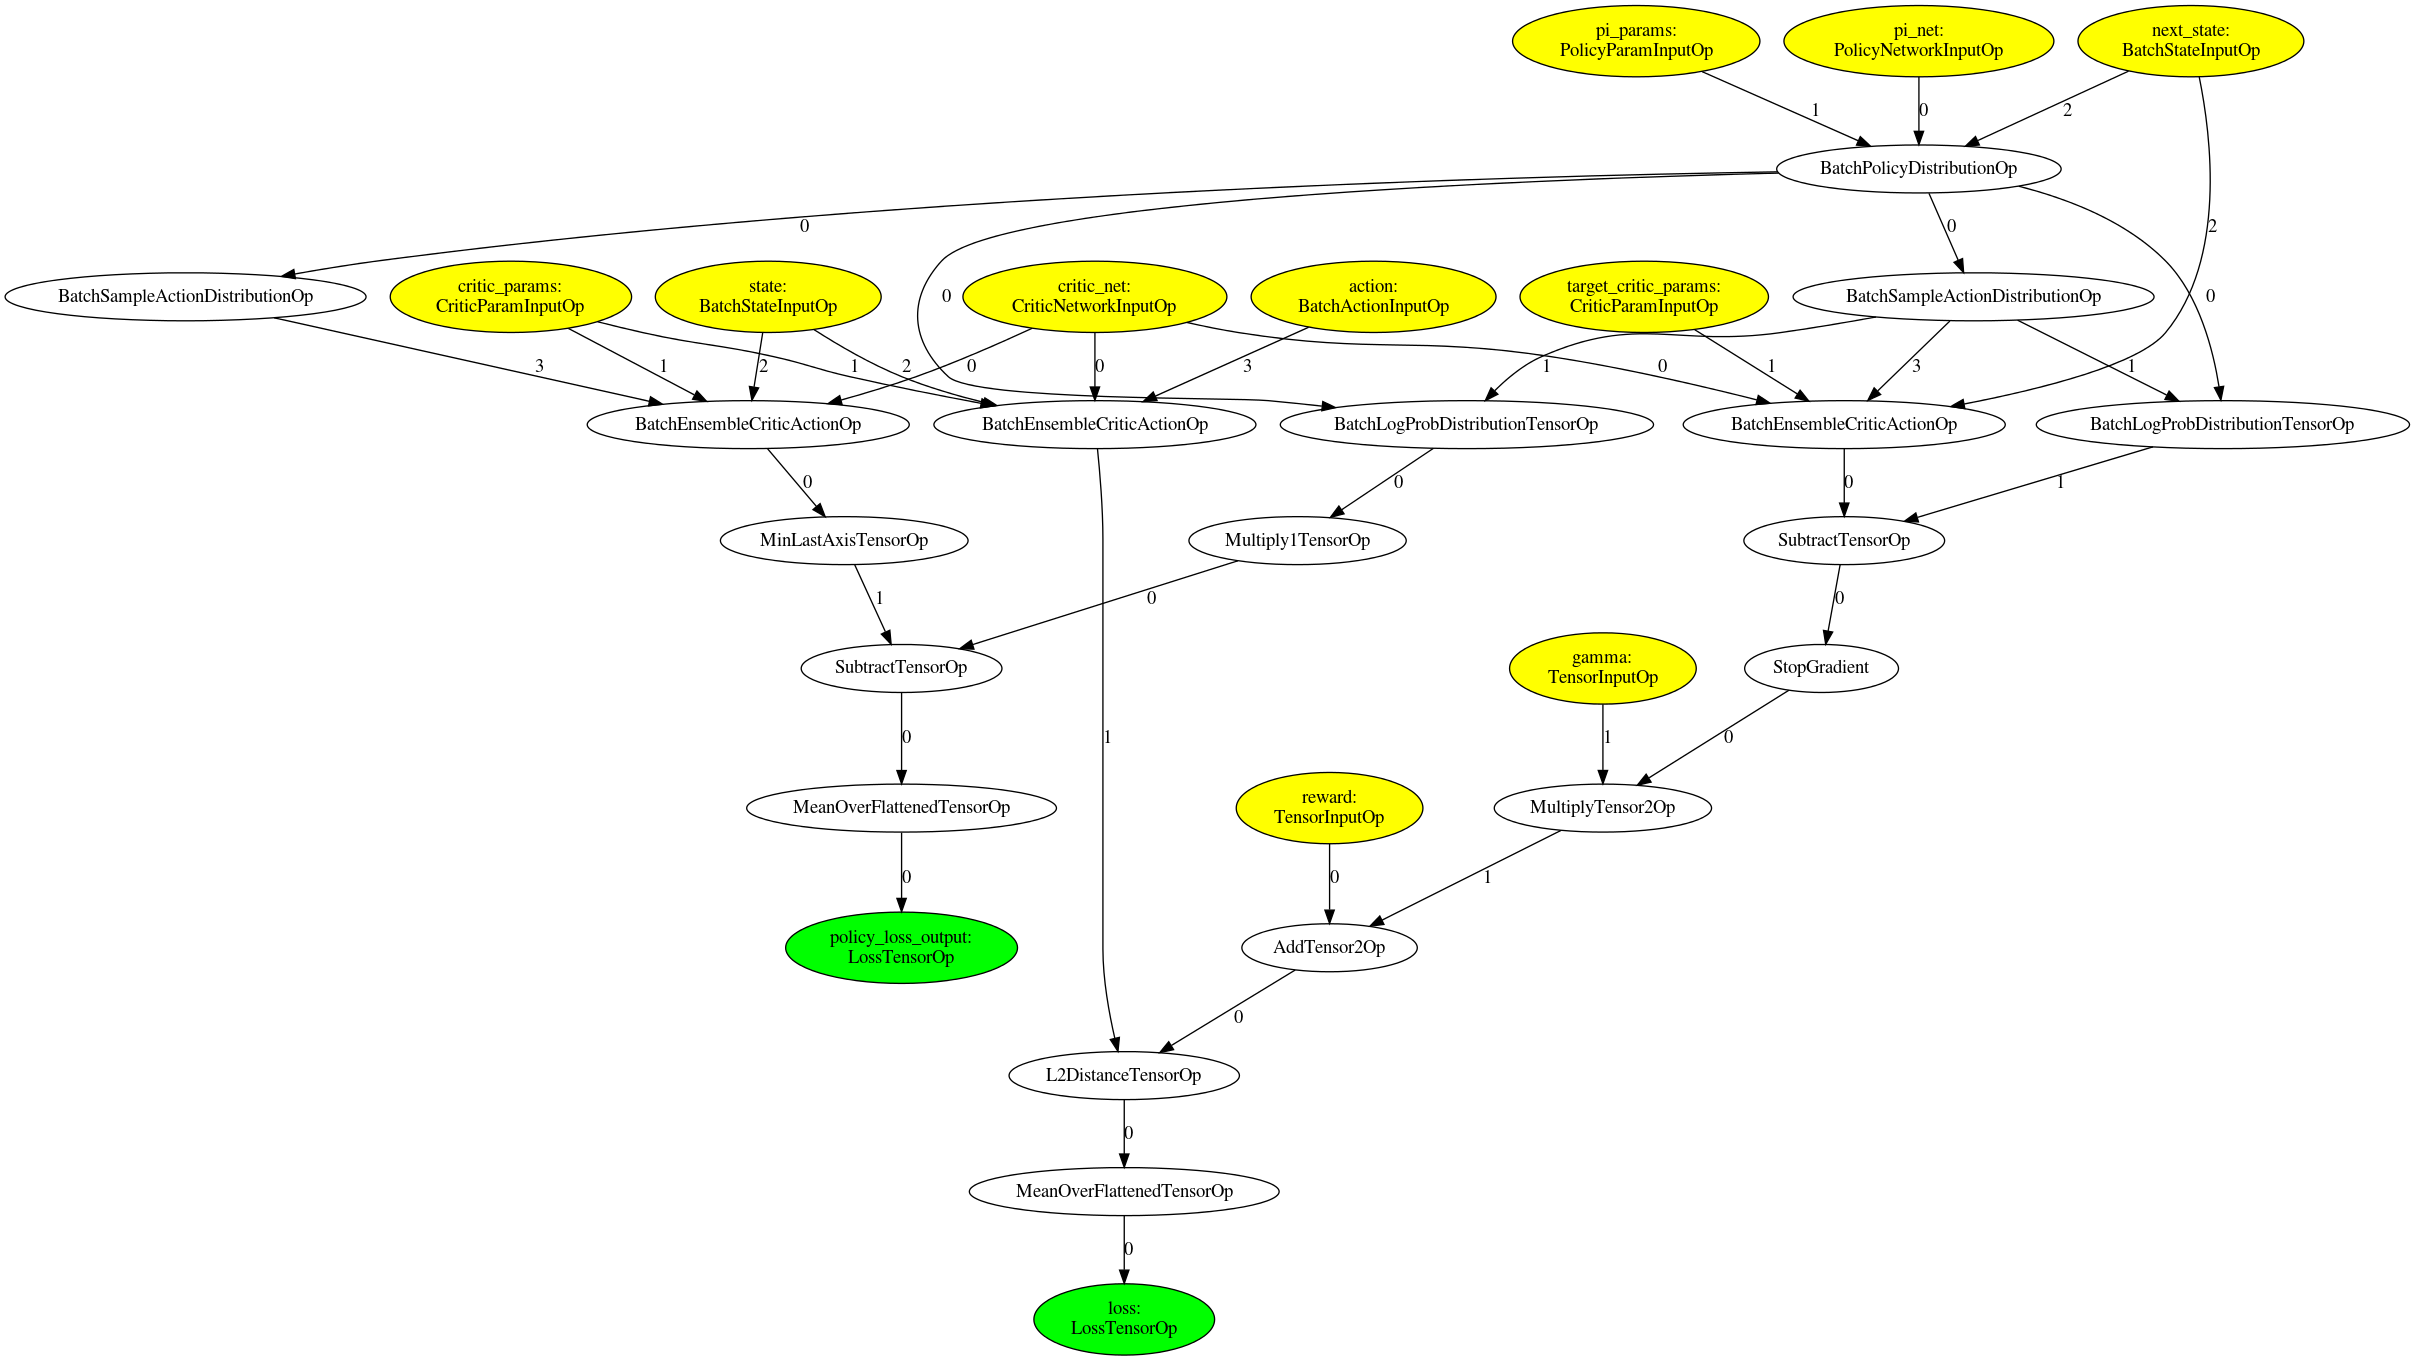 pi_params:
PolicyParamInputOp
pi_net:
PolicyNetworkInputOp
next_state:
BatchStateInputOp
1
0
2
BatchPolicyDistributionOp
0
0
2
BatchSampleActionDistributionOp
critic_params:
CriticParamInputOp
state:
BatchStateInputOp
0
critic_net:
CriticNetworkInputOp
action:
BatchActionInputOp
target_critic_params:
CriticParamInputOp
BatchSampleActionDistributionOp
0
3
1
2
1
2
0
0
3
1
0
1
3
1
BatchEnsembleCriticActionOp
BatchEnsembleCriticActionOp
BatchLogProbDistributionTensorOp
BatchEnsembleCriticActionOp
BatchLogProbDistributionTensorOp
0
0
0
1
MinLastAxisTensorOp
Multiply1TensorOp
SubtractTensorOp
1
0
0
SubtractTensorOp
gamma:
TensorInputOp
StopGradient
0
1
1
0
MeanOverFlattenedTensorOp
reward:
TensorInputOp
MultiplyTensor2Op
0
0
1
policy_loss_output:
LossTensorOp
AddTensor2Op
0
L2DistanceTensorOp
0
MeanOverFlattenedTensorOp
0
loss:
LossTensorOp